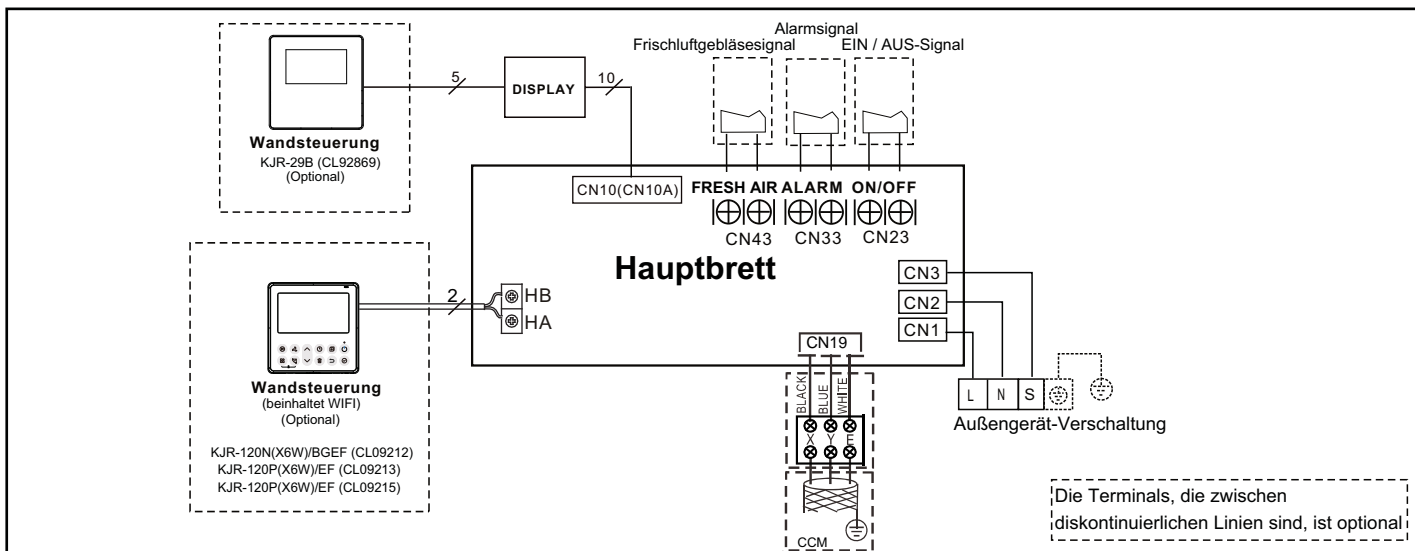 Alarmsignal
Frischluftgebläsesignal
EIN / AUS-Signal
5
DISPLAY
10
Wandsteuerung
KJR-29B (CL92869)
(Optional)
CN10(CN10A)
FRESH AIR
ALARM
ON/OFF
CN43
CN33
CN23
Hauptbrett
CN3
CN2
CN1
2
HB
HA
CN19
Wandsteuerung
(beinhaltet WIFI)
(Optional)
KJR-120N(X6W)/BGEF (CL09212)
KJR-120P(X6W)/EF (CL09213)
KJR-120P(X6W)/EF (CL09215)
BLACK
BLUE
WHITE
X
Y
E
CCM
L
N
S
Außengerät-Verschaltung
Die Terminals, die zwischen
diskontinuierlichen Linien sind, ist optional